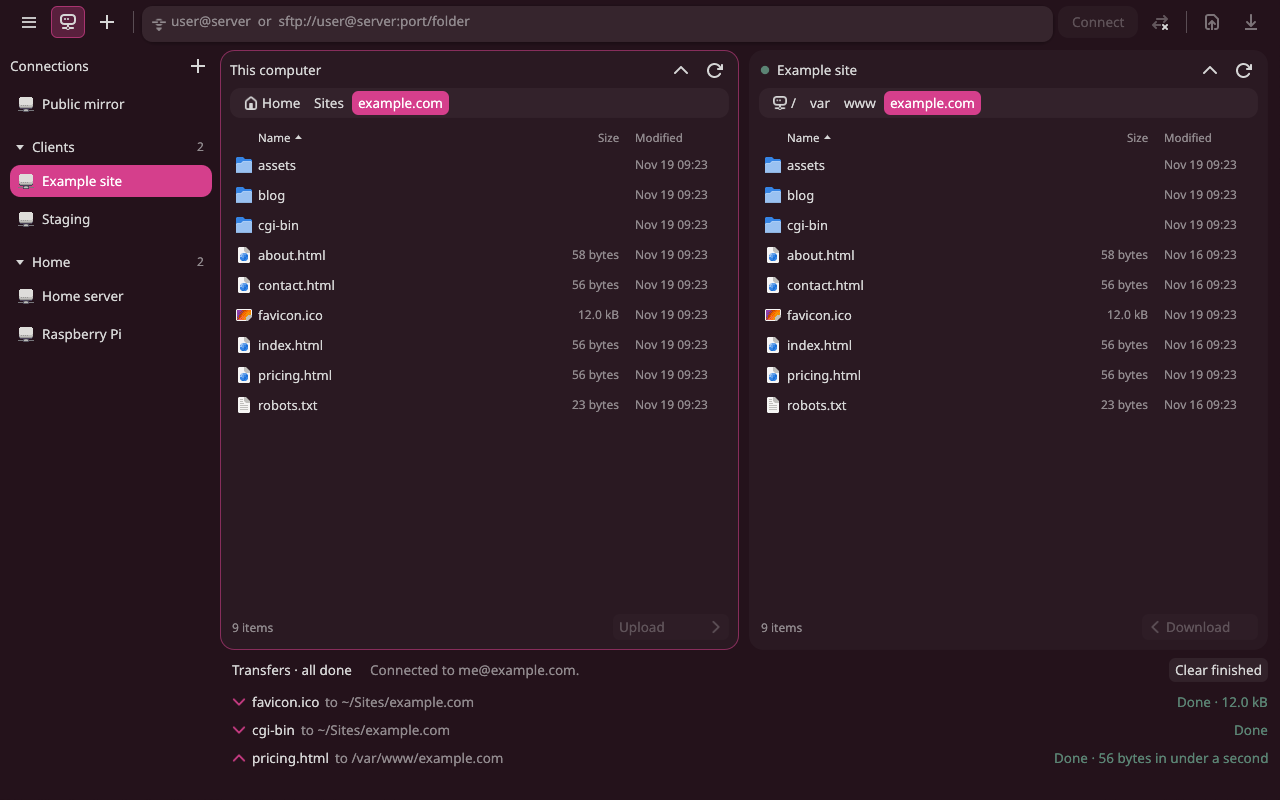 user@server or sftp://user@server:port/folder
Connect
Connections
Public mirror
Clients 2
Example site
Staging
Home 2
Home server
Raspberry Pi
This computer
Home Sites example.com
Name Size Modified
assets Nov 19 09:23
blog Nov 19 09:23
cgi-bin Nov 19 09:23
about.html 58 bytes Nov 19 09:23
contact.html 56 bytes Nov 19 09:23
favicon.ico 12.0 kB Nov 19 09:23
index.html 56 bytes Nov 19 09:23
pricing.html 56 bytes Nov 19 09:23
robots.txt 23 bytes Nov 19 09:23
9 items Upload
Example site
/ var www example.com
Name Size Modified
assets Nov 19 09:23
blog Nov 19 09:23
cgi-bin Nov 19 09:23
about.html 58 bytes Nov 16 09:23
contact.html 56 bytes Nov 16 09:23
favicon.ico 12.0 kB Nov 19 09:23
index.html 56 bytes Nov 16 09:23
pricing.html 56 bytes Nov 19 09:23
robots.txt 23 bytes Nov 16 09:23
9 items Download
Transfers · all done Connected to me@example.com. Clear finished
favicon.ico to ~/Sites/example.com Done · 12.0 kB
cgi-bin to ~/Sites/example.com Done
pricing.html to /var/www/example.com Done · 56 bytes in under a second